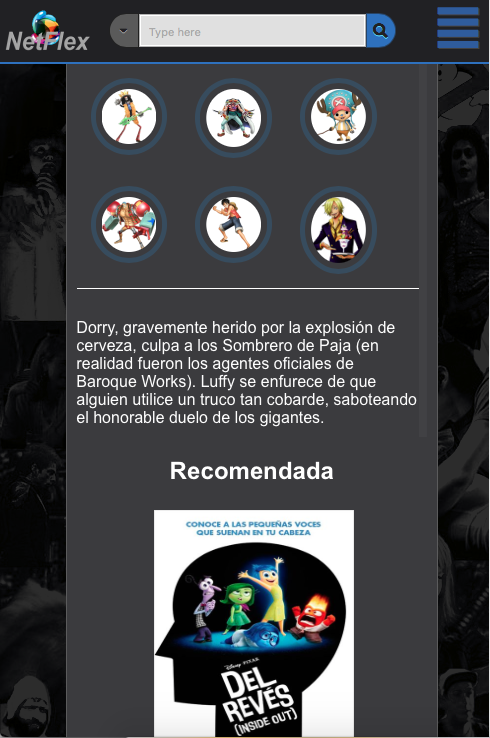 NetFlex
Type here
Dorry, gravemente herido por la explosión de
cerveza, culpa a los Sombrero de Paja (en
realidad fueron los agentes oficiales de
Baroque Works). Luffy se enfurece de que
alguien utilice un truco tan cobarde, saboteando
el honorable duelo de los gigantes.
Recomendada
CONOCE A LAS PEQUEÑAS VOCES
QUE SUENAN EN TU CABEZA
DISNEY PIXAR
DEL
REVÉS
(INSIDE OUT)